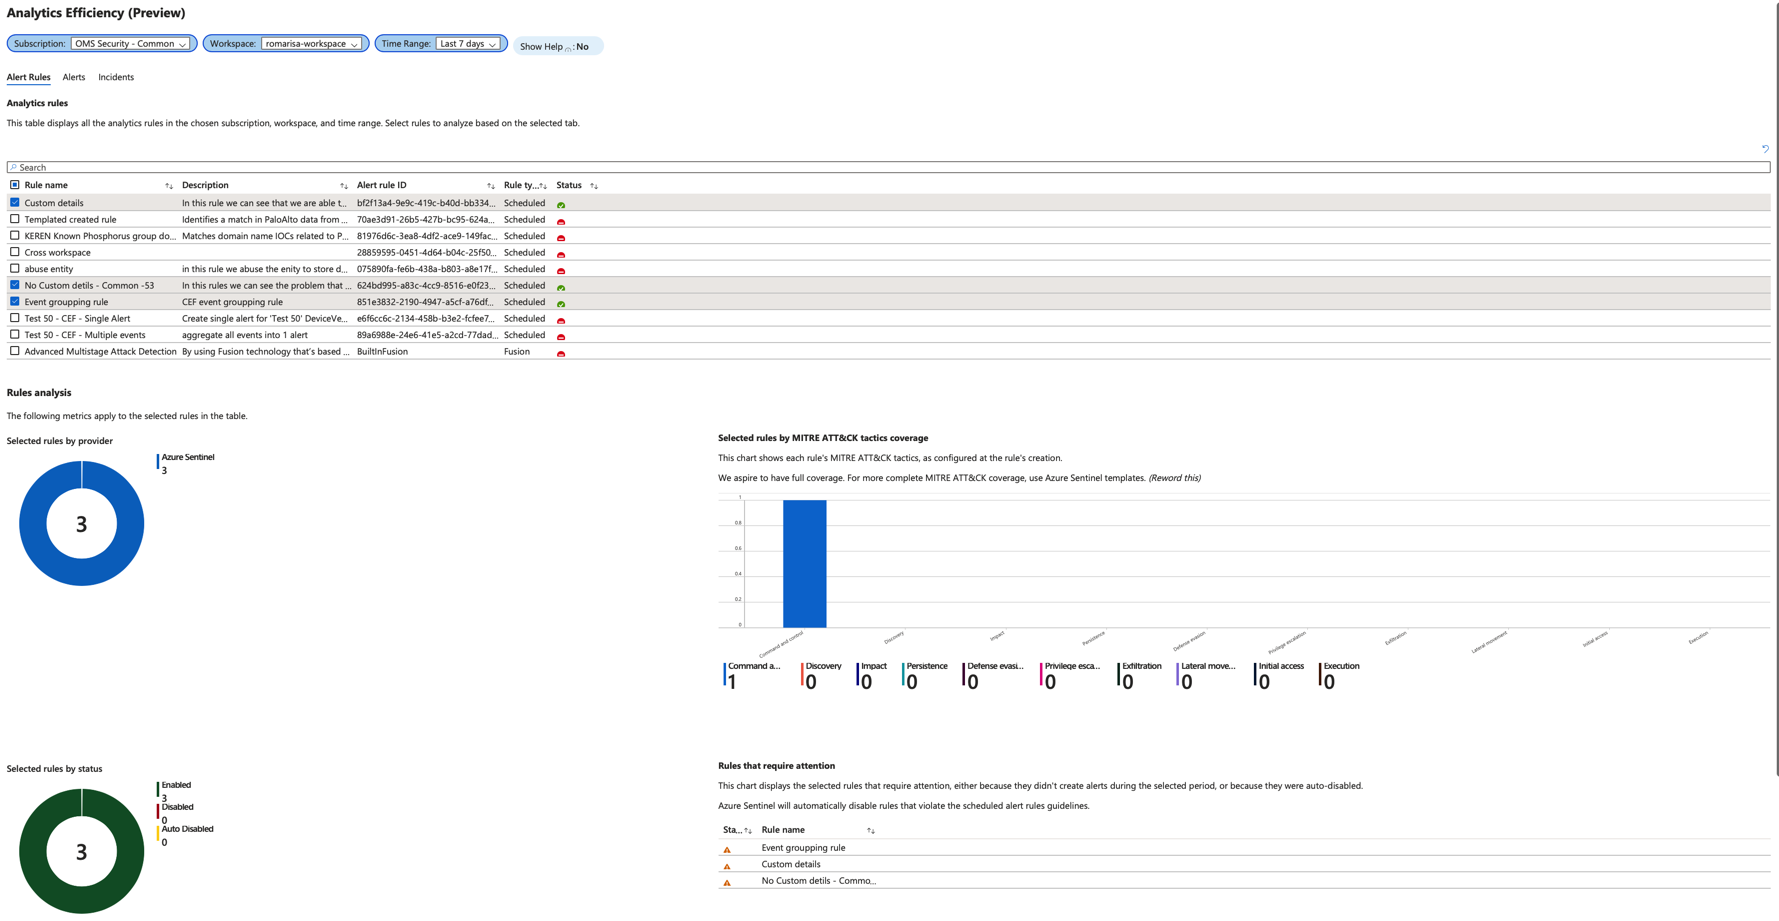 Analytics Efficiency (Preview)
Subscription: OMS Security - Common Workspace: romarisa-workspace Time Range: Last 7 days Show Help : No
Alert Rules Alerts Incidents
Analytics rules
This table displays all the analytics rules in the chosen subscription, workspace, and time range. Select rules to analyze based on the selected tab.
Search
Rule name Description Alert rule ID Rule ty... Status
Custom details In this rule we can see that we are able t... bf2f13a4-9e9c-419c-b40d-bb334... Scheduled
Templated created rule Identifies a match in PaloAlto data from ... 70ae3d91-26b5-427b-bc95-624a... Scheduled
KEREN Known Phosphorus group do... Matches domain name IOCs related to P... 81976d6c-3ea8-4df2-ace9-149fac... Scheduled
Cross workspace 28859595-0451-4d64-b04c-25f50... Scheduled
abuse entity in this rule we abuse the enity to store d... 075890fa-fe6b-438a-b803-a8e17f... Scheduled
No Custom detils - Common -53 In this rules we can see the problem that ... 624bd995-a83c-4cc9-8516-e0f23... Scheduled
Event groupping rule CEF event groupping rule 851e3832-2190-4947-a5cf-a76df... Scheduled
Test 50 - CEF - Single Alert Create single alert for 'Test 50' DeviceVe... e6f6cc6c-2134-458b-b3e2-fcfee7... Scheduled
Test 50 - CEF - Multiple events aggregate all events into 1 alert 89a6988e-24e6-41e5-a2cd-77dad... Scheduled
Advanced Multistage Attack Detection By using Fusion technology that's based ... BuiltInFusion Fusion
Rules analysis
The following metrics apply to the selected rules in the table.
Selected rules by provider
Azure Sentinel
3
3
Selected rules by MITRE ATT&CK tactics coverage
This chart shows each rule's MITRE ATT&CK tactics, as configured at the rule's creation.
We aspire to have full coverage. For more complete MITRE ATT&CK coverage, use Azure Sentinel templates. (Reword this)
1
0.8
0.6
0.4
0.2
0
Command and control Discovery Impact Persistence Defense evasion Privilege escalation Exfiltration Lateral movement Initial access Execution
Command a... Discovery Impact Persistence Defense evasi... Privilege esca... Exfiltration Lateral move... Initial access Execution
1 0 0 0 0 0 0 0 0 0
Selected rules by status
Enabled
3
Disabled
0
Auto Disabled
0
3
Rules that require attention
This chart displays the selected rules that require attention, either because they didn't create alerts during the selected period, or because they were auto-disabled.
Azure Sentinel will automatically disable rules that violate the scheduled alert rules guidelines.
Sta... Rule name
Event groupping rule
Custom details
No Custom detils - Commo...